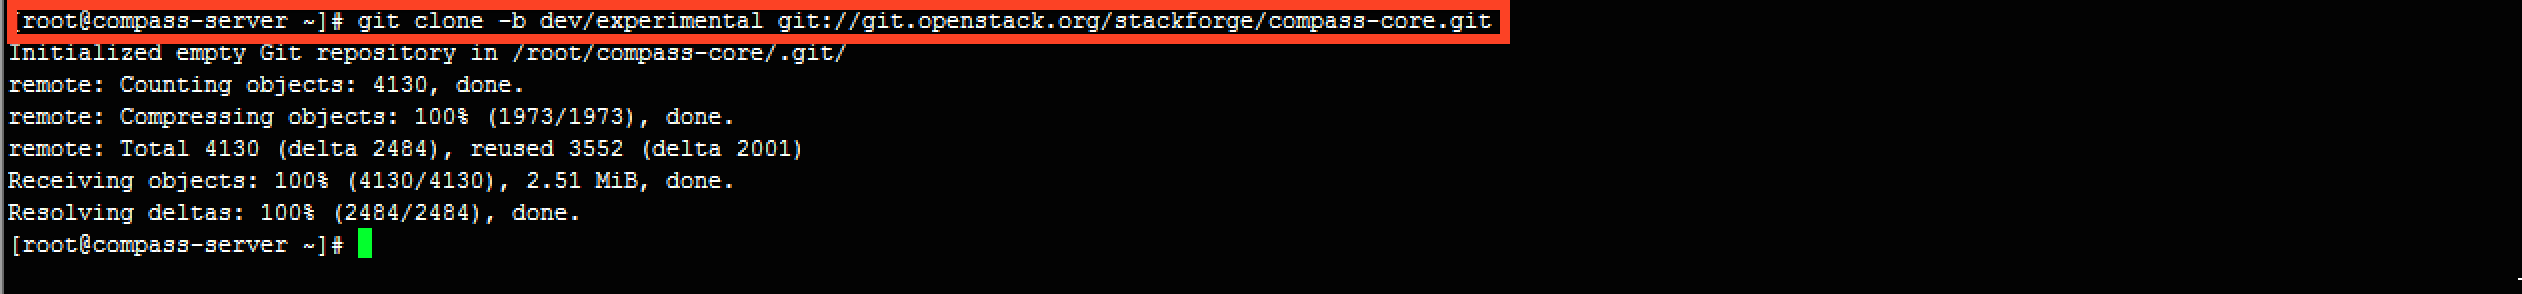 [root@compass-server ~]# git clone -b dev/experimental git://git.openstack.org/stackforge/compass-core.git
Initialized empty Git repository in /root/compass-core/.git/
remote: Counting objects: 4130, done.
remote: Compressing objects: 100% (1973/1973), done.
remote: Total 4130 (delta 2484), reused 3552 (delta 2001)
Receiving objects: 100% (4130/4130), 2.51 MiB, done.
Resolving deltas: 100% (2484/2484), done.
[root@compass-server ~]#